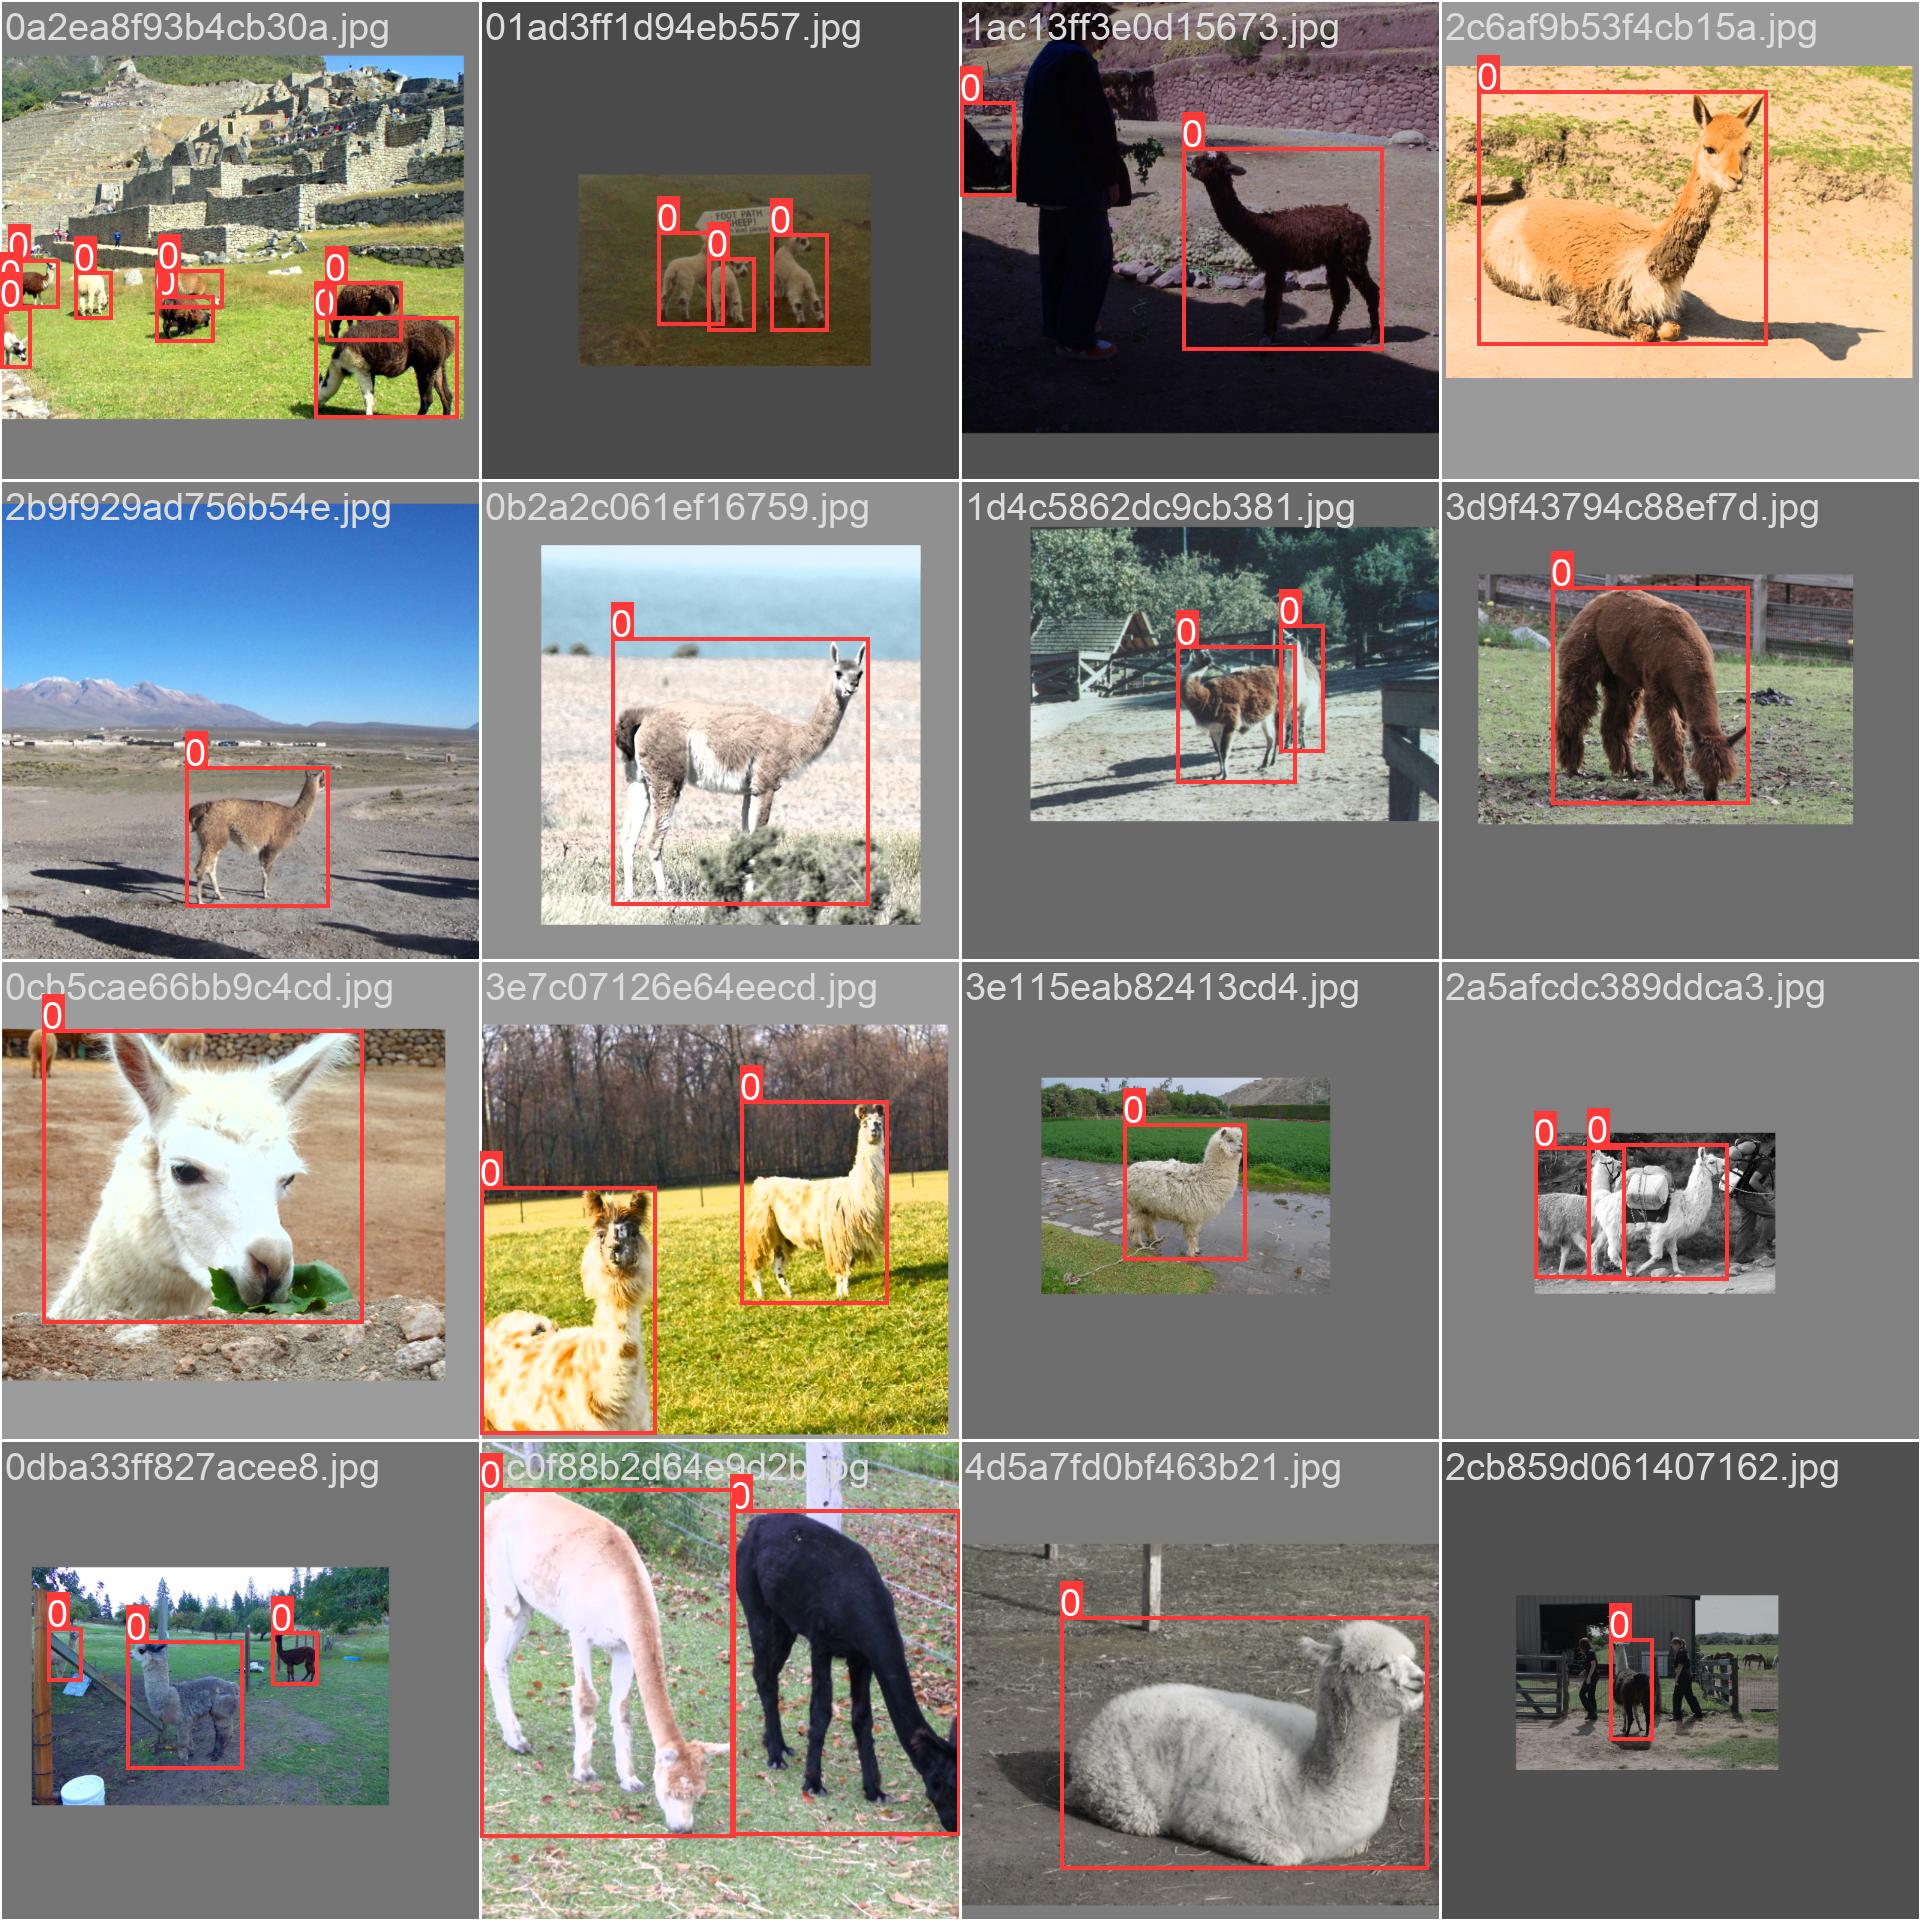 0a2ea8f93b4cb30a.jpg
01ad3ff1d94eb557.jpg
1ac13ff3e0d15673.jpg
2c6af9b53f4cb15a.jpg
0
0
0
0
0
0
0
0
0
0
0
0
0
0
FOOT PATH
SHEEP!
2b9f929ad756b54e.jpg
0b2a2c061ef16759.jpg
1d4c5862dc9cb381.jpg
3d9f43794c88ef7d.jpg
0
0
0
0
0
0cb5cae66bb9c4cd.jpg
3e7c07126e64eecd.jpg
3e115eab82413cd4.jpg
2a5afcdc389ddca3.jpg
0
0
0
0
0
0
0dba33ff827acee8.jpg
c0f88b2d64e9d2b.jpg
4d5a7fd0bf463b21.jpg
2cb859d061407162.jpg
0
0
0
0
0
0
0